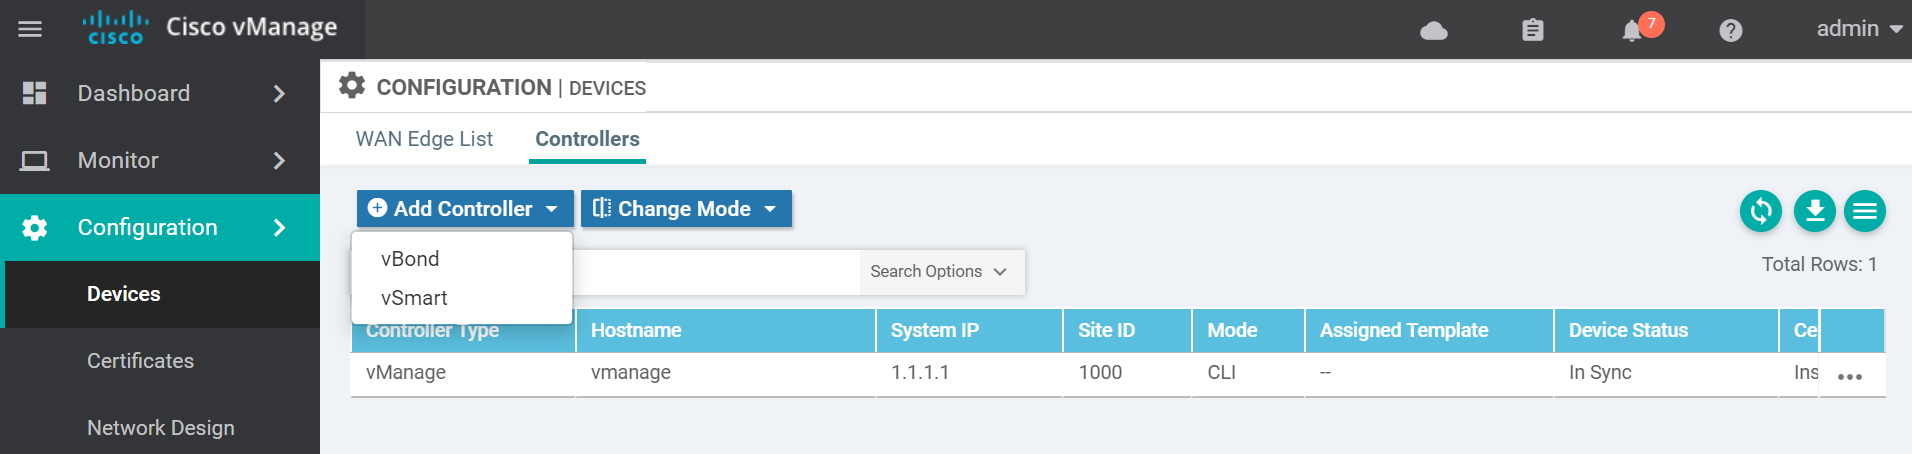 CISCO Cisco vManage
7
admin
Dashboard
Monitor
Configuration
Devices
Certificates
Network Design
CONFIGURATION | DEVICES
WAN Edge List Controllers
Add Controller Change Mode
vBond
vSmart
Search Options
Total Rows: 1
Controller Type Hostname System IP Site ID Mode Assigned Template Device Status Ce
vManage vmanage 1.1.1.1 1000 CLI -- In Sync Ins